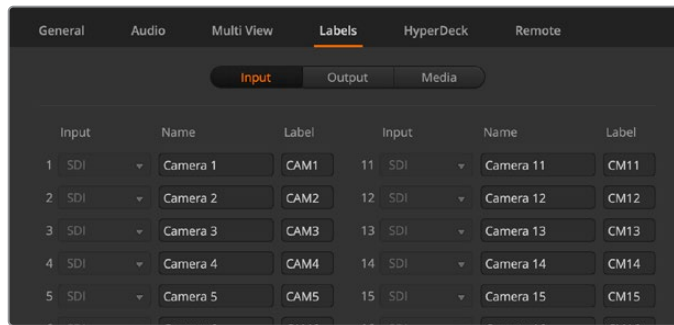 General Audio Multi View Labels HyperDeck Remote
Input Output Media
Input Name Label Input Name Label
1 SDI Camera 1 CAM1 11 SDI Camera 11 CM11
2 SDI Camera 2 CAM2 12 SDI Camera 12 CM12
3 SDI Camera 3 CAM3 13 SDI Camera 13 CM13
4 SDI Camera 4 CAM4 14 SDI Camera 14 CM14
5 SDI Camera 5 CAM5 15 SDI Camera 15 CM15